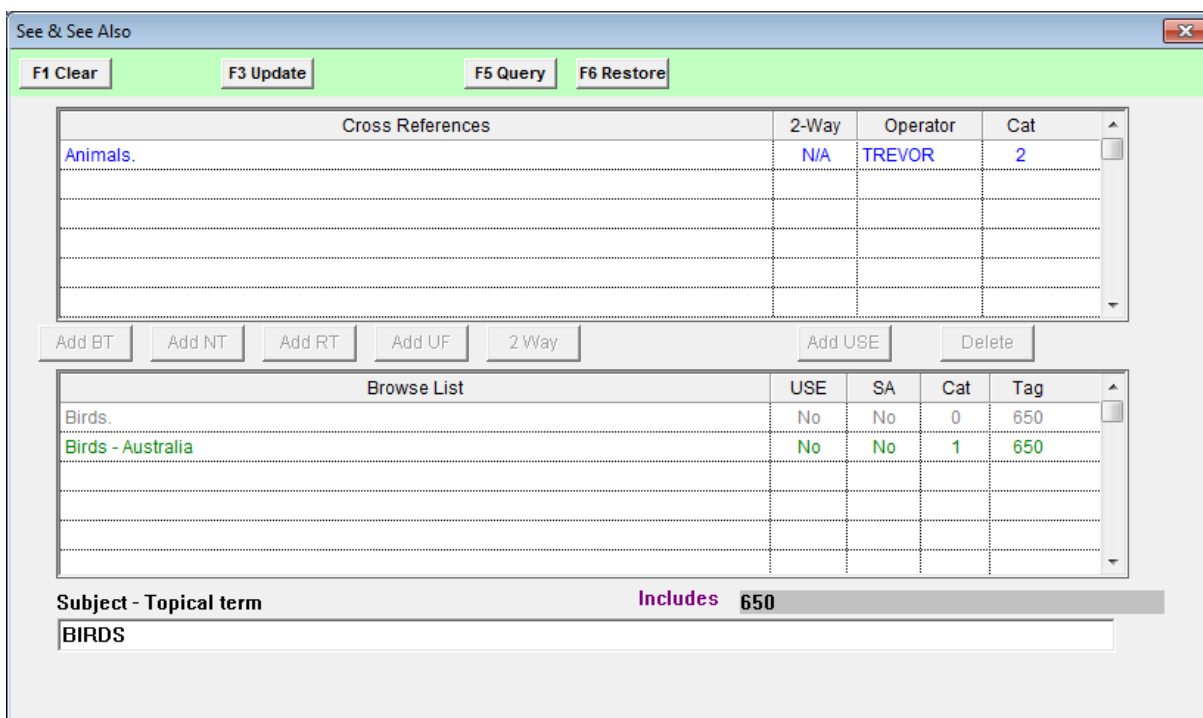 See & See Also
F1 Clear F3 Update F5 Query F6 Restore
Cross References 2-Way Operator Cat
Animals. N/A TREVOR 2
Add BT Add NT Add RT Add UF 2 Way Add USE Delete
Browse List USE SA Cat Tag
Birds. No No 0 650
Birds - Australia No No 1 650
Subject - Topical term Includes 650
BIRDS